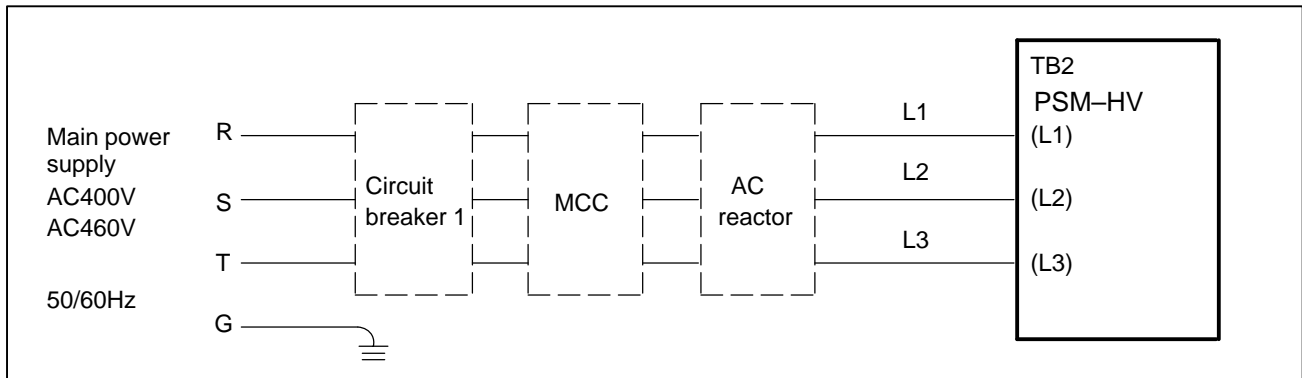 Main power
supply
AC400V
AC460V
50/60Hz
R
S
T
G
Circuit
breaker 1
MCC
AC
reactor
L1
L2
L3
TB2
PSM–HV
(L1)
(L2)
(L3)